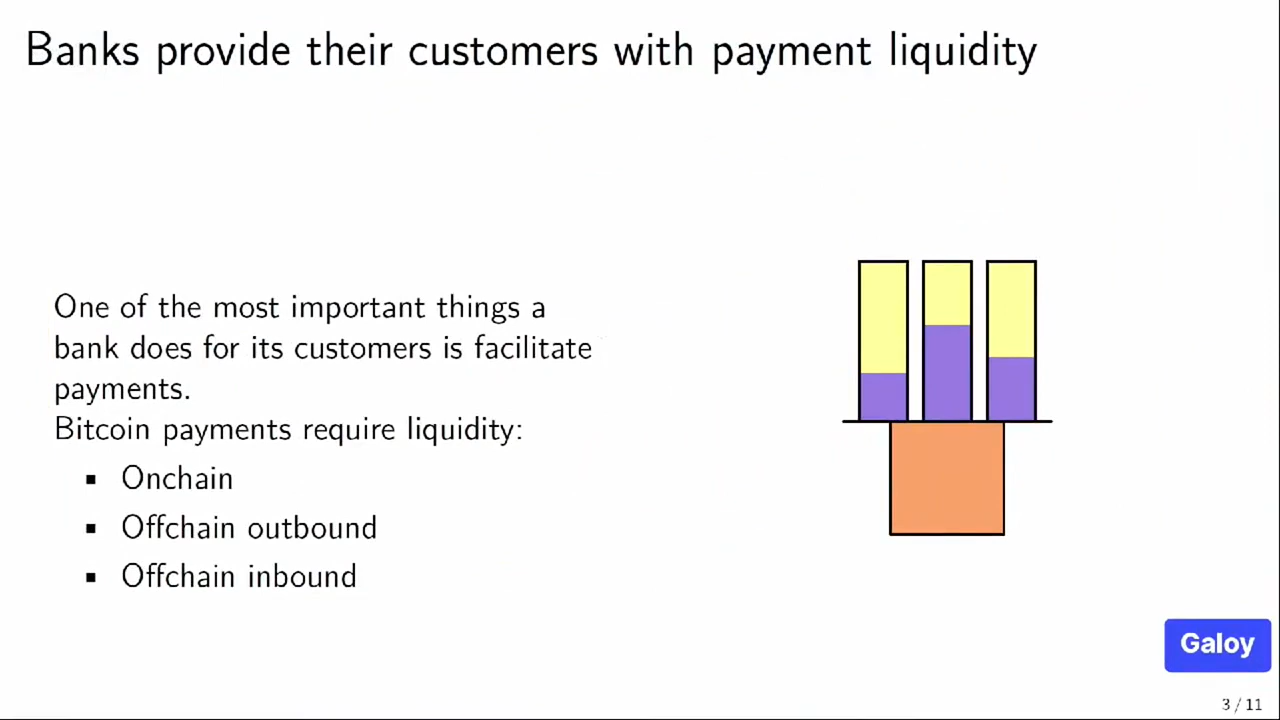 Banks provide their customers with payment liquidity
One of the most important things a
bank does for its customers is facilitate
payments.
Bitcoin payments require liquidity:
▪ Onchain
▪ Offchain outbound
▪ Offchain inbound
Galoy
3 / 11